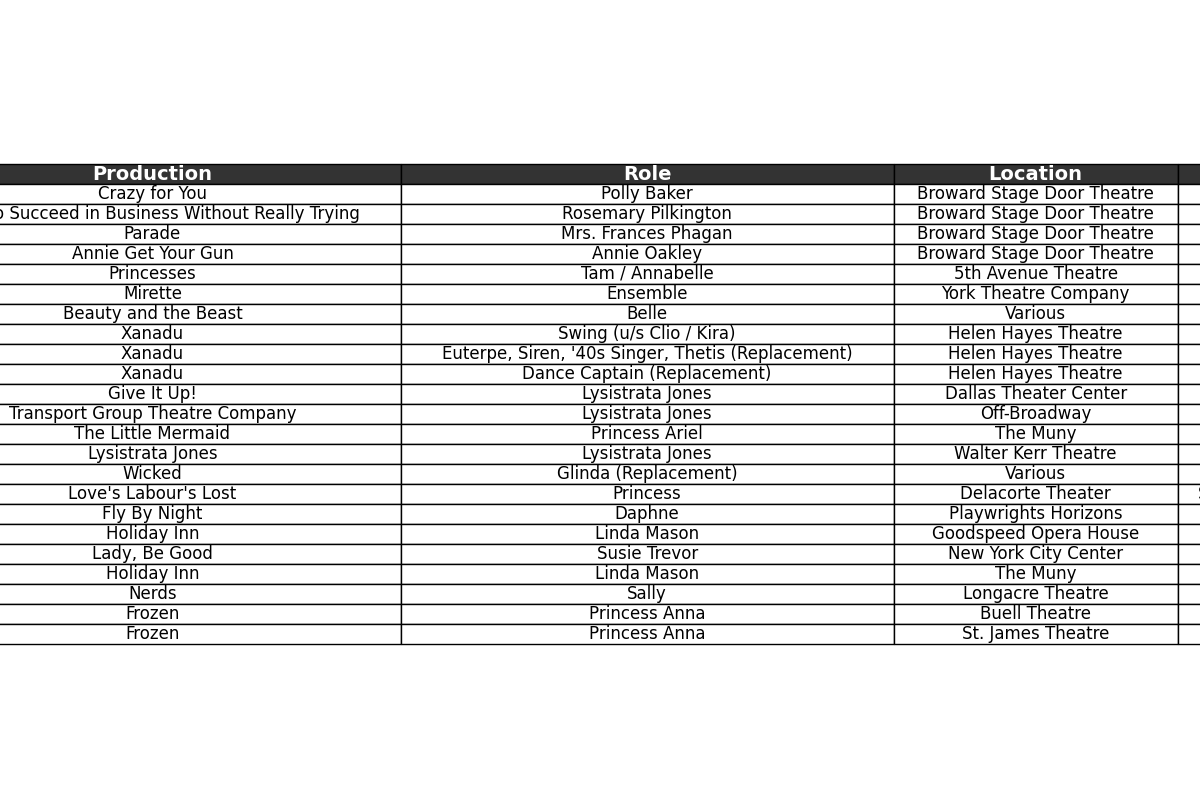 Production Role Location
Crazy for You Polly Baker Broward Stage Door Theatre
Succeed in Business Without Really Trying Rosemary Pilkington Broward Stage Door Theatre
Parade Mrs. Frances Phagan Broward Stage Door Theatre
Annie Get Your Gun Annie Oakley Broward Stage Door Theatre
Princesses Tam / Annabelle 5th Avenue Theatre
Mirette Ensemble York Theatre Company
Beauty and the Beast Belle Various
Xanadu Swing (u/s Clio / Kira) Helen Hayes Theatre
Xanadu Euterpe, Siren, '40s Singer, Thetis (Replacement) Helen Hayes Theatre
Xanadu Dance Captain (Replacement) Helen Hayes Theatre
Give It Up! Lysistrata Jones Dallas Theater Center
Transport Group Theatre Company Lysistrata Jones Off-Broadway
The Little Mermaid Princess Ariel The Muny
Lysistrata Jones Lysistrata Jones Walter Kerr Theatre
Wicked Glinda (Replacement) Various
Love's Labour's Lost Princess Delacorte Theater
Fly By Night Daphne Playwrights Horizons
Holiday Inn Linda Mason Goodspeed Opera House
Lady, Be Good Susie Trevor New York City Center
Holiday Inn Linda Mason The Muny
Nerds Sally Longacre Theatre
Frozen Princess Anna Buell Theatre
Frozen Princess Anna St. James Theatre